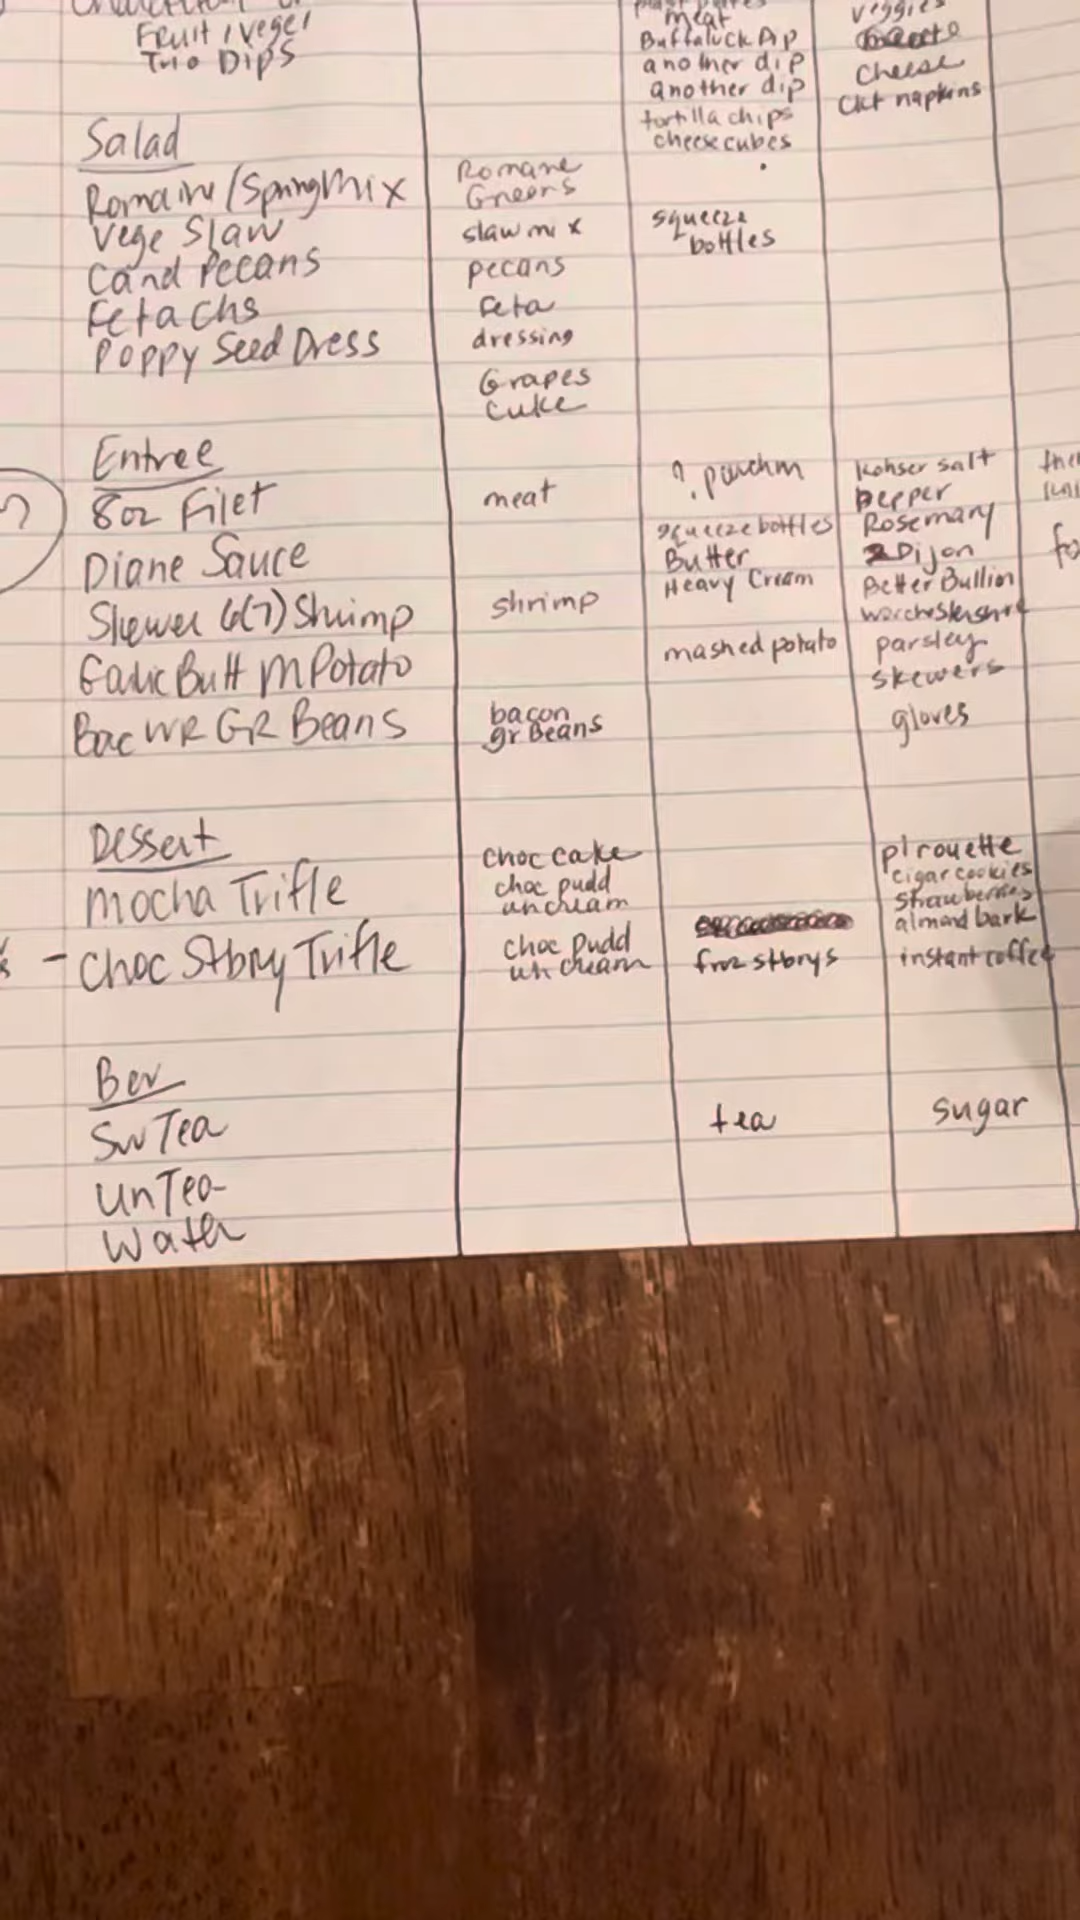 Fruit / vege /
Trio Dips
meat
Buffaluck Dip
another dip
another dip
tortilla chips
cheese cubes
veggies
cheese
Ckt napkins
Salad
Romaine / Spring Mix
Vege Slaw
Cand Pecans
Feta Chs
Poppy Seed Dress
Romane
Greens
slaw mix
pecans
Feta
dressing
Grapes
Cuke
squeeze
bottles
Entree
8oz Filet
Diane Sauce
Skewer 6(7) Shrimp
Garlic Butt M Potato
Bac WR GR Beans
meat
shrimp
bacon
gr Beans
? parchm
squeeze bottles
Butter
Heavy Cream
mashed potato
Kohser salt
pepper
Rosemary
2 Dijon
Better Bullion
worcheshershire
parsley
skewers
gloves
Dessert
Mocha Trifle
- Choc Stbry Trifle
choc cake
choc pudd
wh cream
choc pudd
wh cream
froz stbrys
pirouette
cigar cookies
strawberries
almond bark
instant coffee
Bev
Sw Tea
Un Tea
Water
tea
sugar